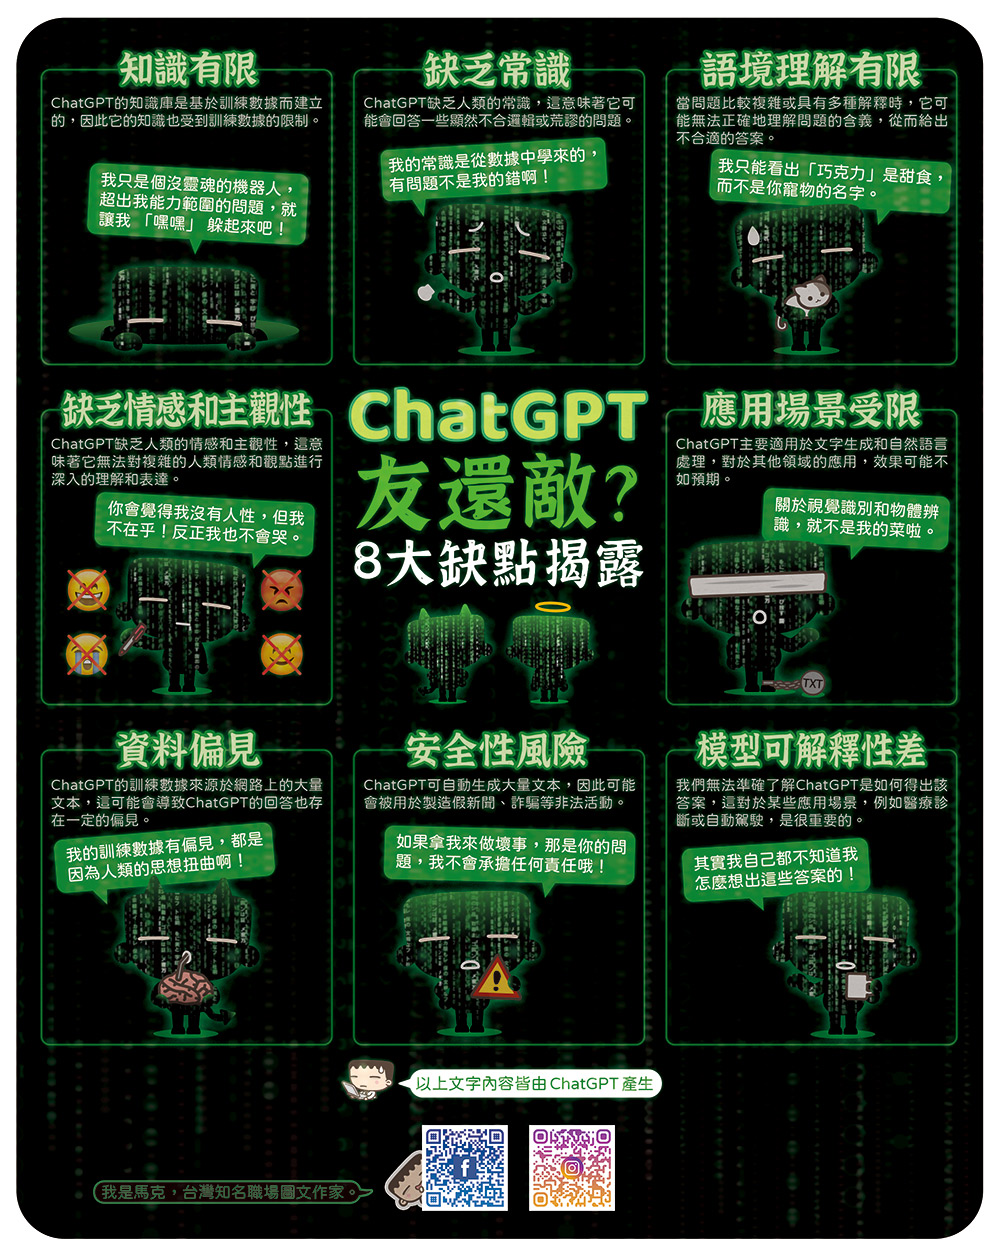 知識有限
ChatGPT的知識庫是基於訓練數據而建立
的，因此它的知識也受到訓練數據的限制。
我只是個沒靈魂的機器人，
超出我能力範圍的問題，就
讓我 「嘿嘿」 躲起來吧！
缺乏常識
ChatGPT缺乏人類的常識，這意味著它可
能會回答一些顯然不合邏輯或荒謬的問題。
我的常識是從數據中學來的，
有問題不是我的錯啊！
語境理解有限
當問題比較複雜或具有多種解釋時，它可
能無法正確地理解問題的含義，從而給出
不合適的答案。
我只能看出「巧克力」是甜食，
而不是你寵物的名字。
缺乏情感和主觀性
ChatGPT缺乏人類的情感和主觀性，這意
味著它無法對複雜的人類情感和觀點進行
深入的理解和表達。
你會覺得我沒有人性，但我
不在乎！反正我也不會哭。
ChatGPT
友還敵？
8大缺點揭露
應用場景受限
ChatGPT主要適用於文字生成和自然語言
處理，對於其他領域的應用，效果可能不
如預期。
關於視覺識別和物體辨
識，就不是我的菜啦。
TXT
資料偏見
ChatGPT的訓練數據來源於網路上的大量
文本，這可能會導致ChatGPT的回答也存
在一定的偏見。
我的訓練數據有偏見，都是
因為人類的思想扭曲啊！
安全性風險
ChatGPT可自動生成大量文本，因此可能
會被用於製造假新聞、詐騙等非法活動。
如果拿我來做壞事，那是你的問
題，我不會承擔任何責任哦！
模型可解釋性差
我們無法準確了解ChatGPT是如何得出該
答案，這對於某些應用場景，例如醫療診
斷或自動駕駛，是很重要的。
其實我自己都不知道我
怎麼想出這些答案的！
以上文字內容皆由 ChatGPT 產生
我是馬克，台灣知名職場圖文作家。